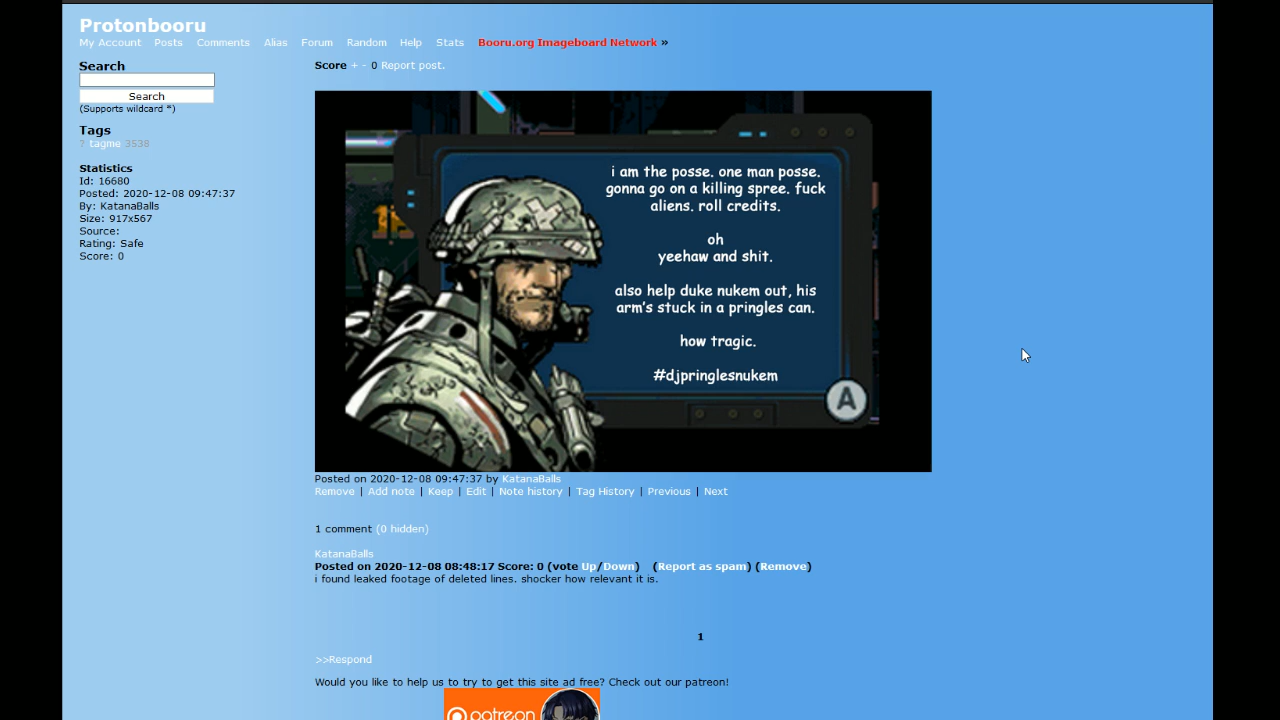 Protonbooru
My Account Posts Comments Alias Forum Random Help Stats Booru.org Imageboard Network »
Search
Search
(Supports wildcard *)
Tags
? tagme 3538
Statistics
Id: 16680
Posted: 2020-12-08 09:47:37
By: KatanaBalls
Size: 917x567
Source:
Rating: Safe
Score: 0
Score + - 0 Report post.
i am the posse. one man posse.
gonna go on a killing spree. fuck
aliens. roll credits.
oh
yeehaw and shit.
also help duke nukem out, his
arm's stuck in a pringles can.
how tragic.
#djpringlesnukem
A
Posted on 2020-12-08 09:47:37 by KatanaBalls
Remove | Add note | Keep | Edit | Note history | Tag History | Previous | Next
1 comment (0 hidden)
KatanaBalls
Posted on 2020-12-08 08:48:17 Score: 0 (vote Up/Down) (Report as spam) (Remove)
i found leaked footage of deleted lines. shocker how relevant it is.
1
>>Respond
Would you like to help us to try to get this site ad free? Check out our patreon!
patreon